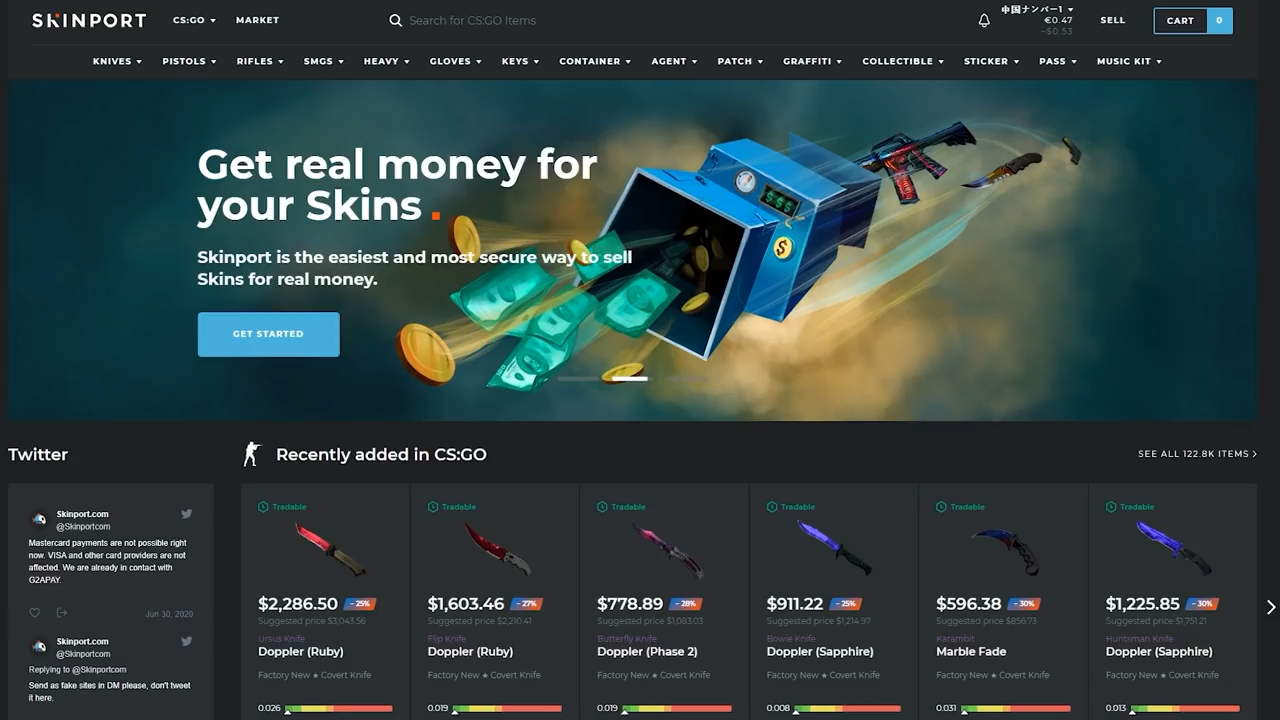 SKINPORT
CS:GO
MARKET
Search for CS:GO Items
中国ナンバー1
€0.47
~$0.53
SELL
CART
0
KNIVES
PISTOLS
RIFLES
SMGS
HEAVY
GLOVES
KEYS
CONTAINER
AGENT
PATCH
GRAFFITI
COLLECTIBLE
STICKER
PASS
MUSIC KIT
Get real money for
your Skins.
Skinport is the easiest and most secure way to sell
Skins for real money.
GET STARTED
$$$
$
Twitter
Recently added in CS:GO
SEE ALL 122.8K ITEMS
Skinport.com
@Skinportcom
Mastercard payments are not possible right
now. VISA and other card providers are not
affected. We are already in contact with
G2APAY.
Jun 30, 2020
Skinport.com
@Skinportcom
Replying to @Skinportcom
Send as fake sites in DM please, don't tweet
it here.
Tradable
$2,286.50
− 25%
Suggested price $3,043.56
Ursus Knife
Doppler (Ruby)
Factory New ★ Covert Knife
0.026
Tradable
$1,603.46
− 27%
Suggested price $2,210.41
Flip Knife
Doppler (Ruby)
Factory New ★ Covert Knife
0.019
Tradable
$778.89
− 28%
Suggested price $1,083.03
Butterfly Knife
Doppler (Phase 2)
Factory New ★ Covert Knife
0.019
Tradable
$911.22
− 25%
Suggested price $1,214.97
Bowie Knife
Doppler (Sapphire)
Factory New ★ Covert Knife
0.008
Tradable
$596.38
− 30%
Suggested price $856.73
Karambit
Marble Fade
Factory New ★ Covert Knife
0.031
Tradable
$1,225.85
− 30%
Suggested price $1,751.21
Huntsman Knife
Doppler (Sapphire)
Factory New ★ Covert Knife
0.013